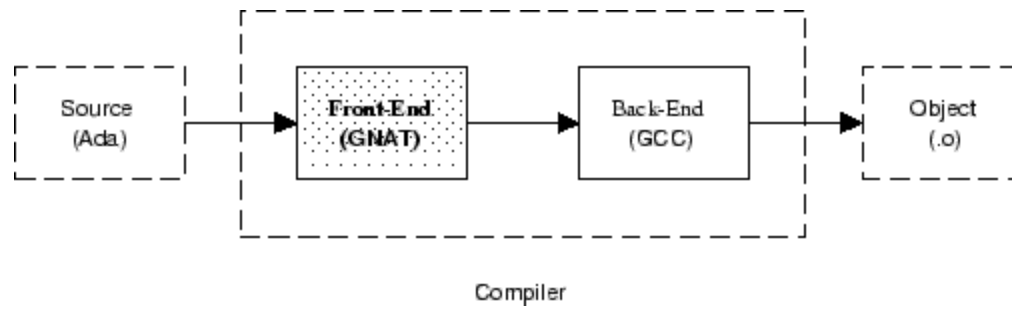 Source
(Ada)
Front-End
(GNAT)
Back-End
(GCC)
Object
(.o)
Compiler